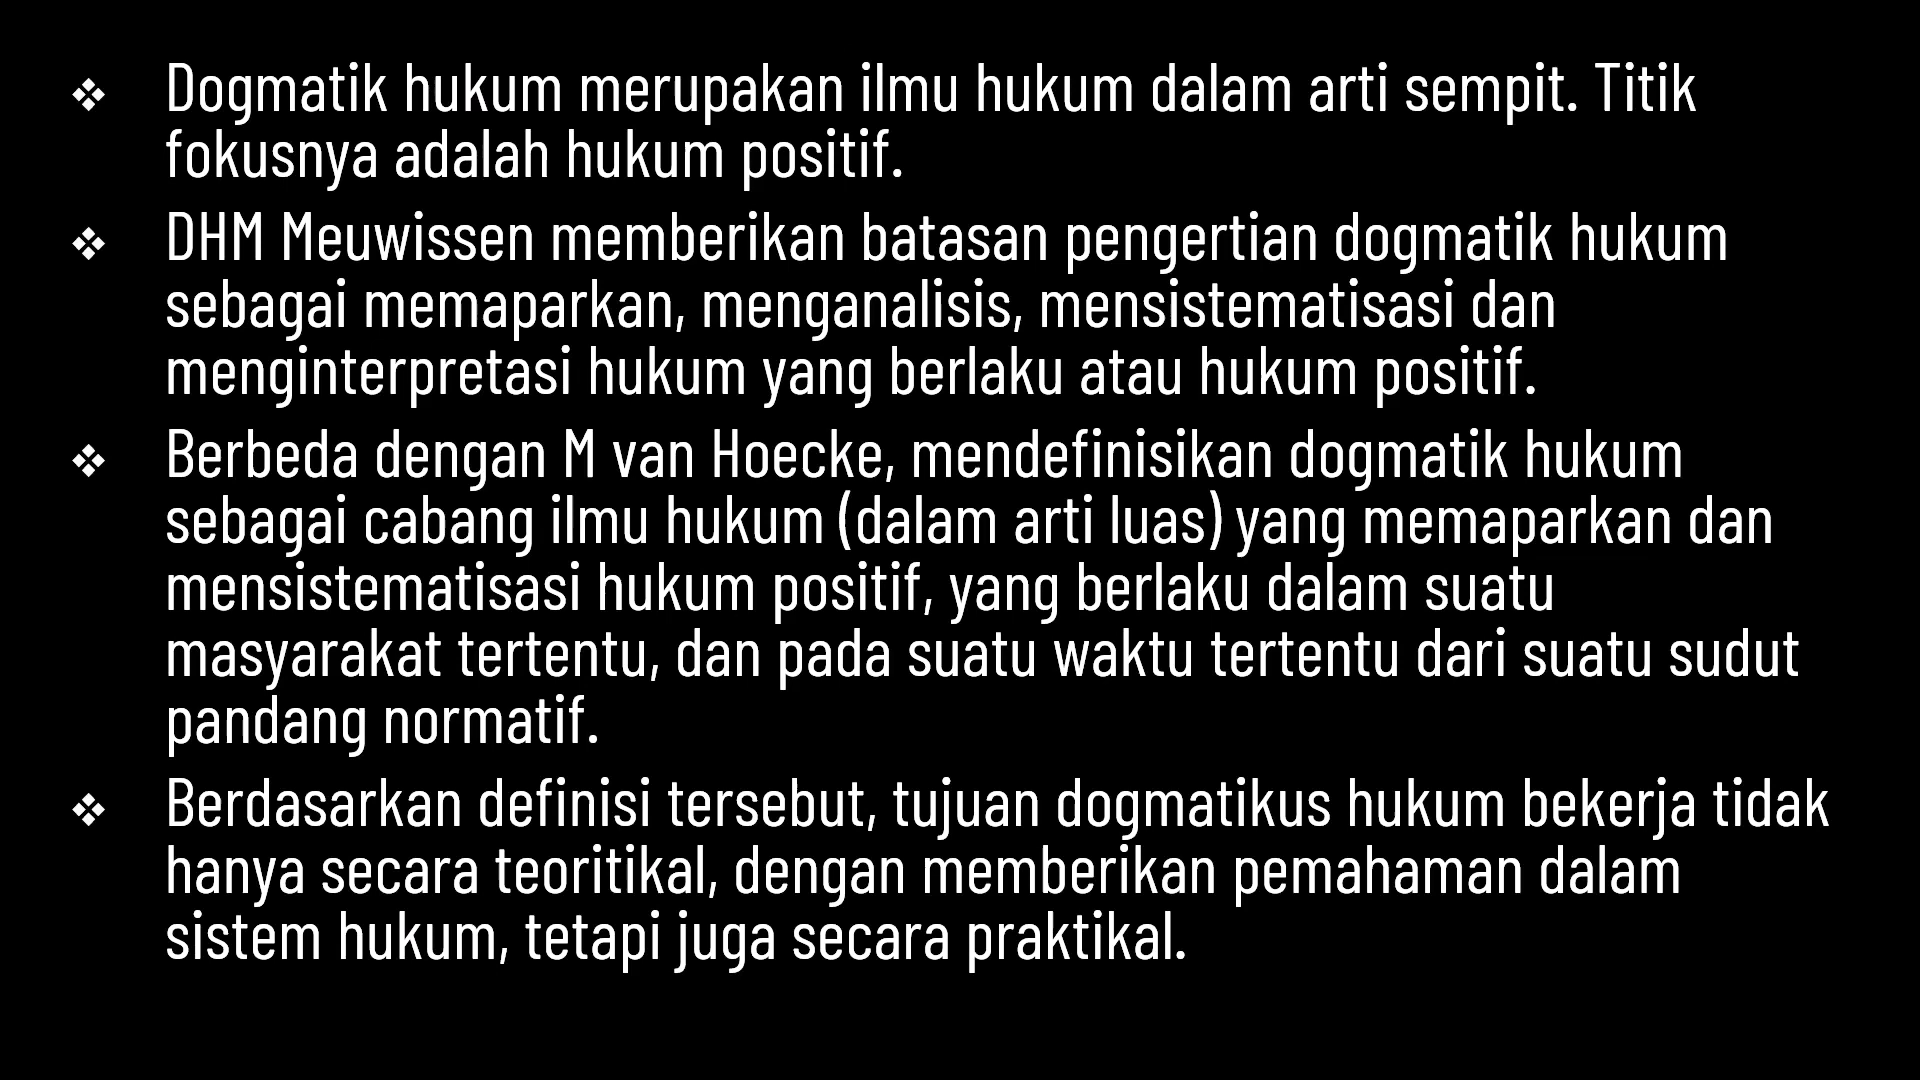 ❖ Dogmatik hukum merupakan ilmu hukum dalam arti sempit. Titik
fokusnya adalah hukum positif.
❖ DHM Meuwissen memberikan batasan pengertian dogmatik hukum
sebagai memaparkan, menganalisis, mensistematisasi dan
menginterpretasi hukum yang berlaku atau hukum positif.
❖ Berbeda dengan M van Hoecke, mendefinisikan dogmatik hukum
sebagai cabang ilmu hukum (dalam arti luas) yang memaparkan dan
mensistematisasi hukum positif, yang berlaku dalam suatu
masyarakat tertentu, dan pada suatu waktu tertentu dari suatu sudut
pandang normatif.
❖ Berdasarkan definisi tersebut, tujuan dogmatikus hukum bekerja tidak
hanya secara teoritikal, dengan memberikan pemahaman dalam
sistem hukum, tetapi juga secara praktikal.